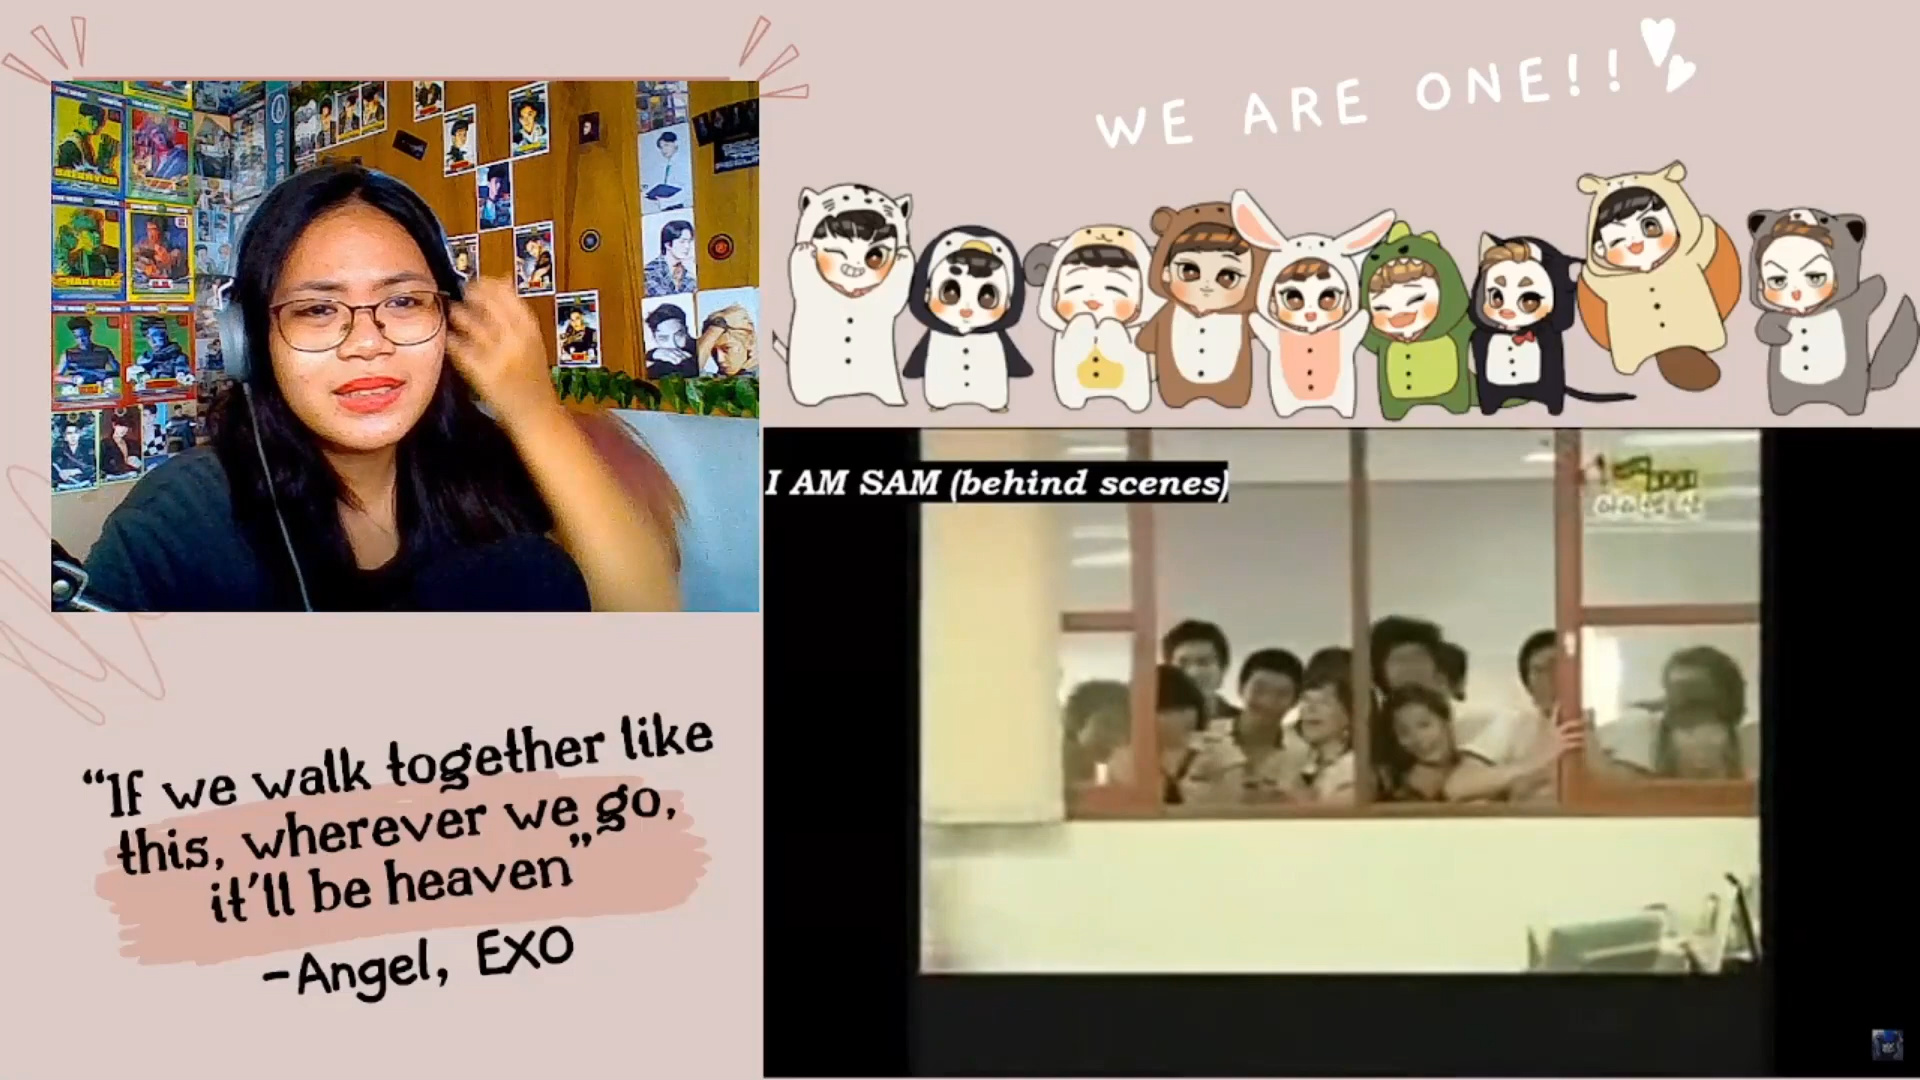 WE ARE ONE!!
I AM SAM (behind scenes)
“If we walk together like
this, wherever we go,
it'll be heaven”
-Angel, EXO